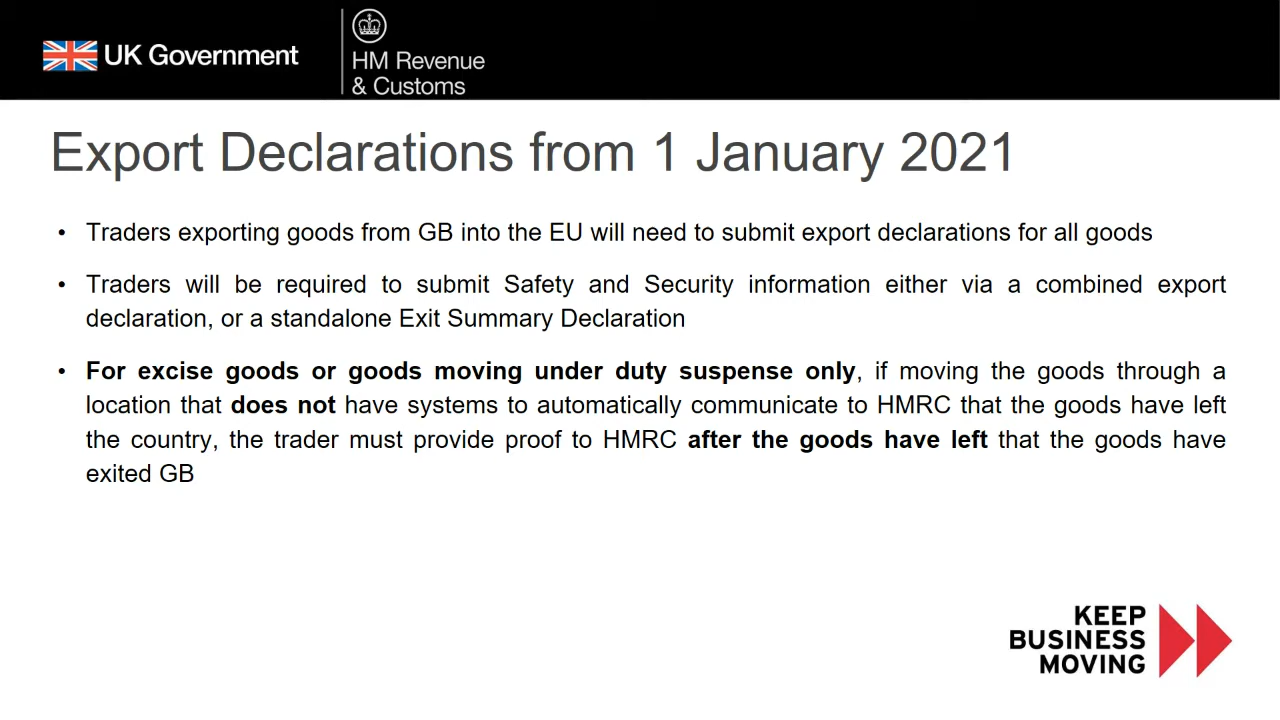 UK Government
HM Revenue
& Customs
Export Declarations from 1 January 2021
• Traders exporting goods from GB into the EU will need to submit export declarations for all goods
• Traders will be required to submit Safety and Security information either via a combined export
declaration, or a standalone Exit Summary Declaration
• For excise goods or goods moving under duty suspense only, if moving the goods through a
location that does not have systems to automatically communicate to HMRC that the goods have left
the country, the trader must provide proof to HMRC after the goods have left that the goods have
exited GB
KEEP
BUSINESS
MOVING